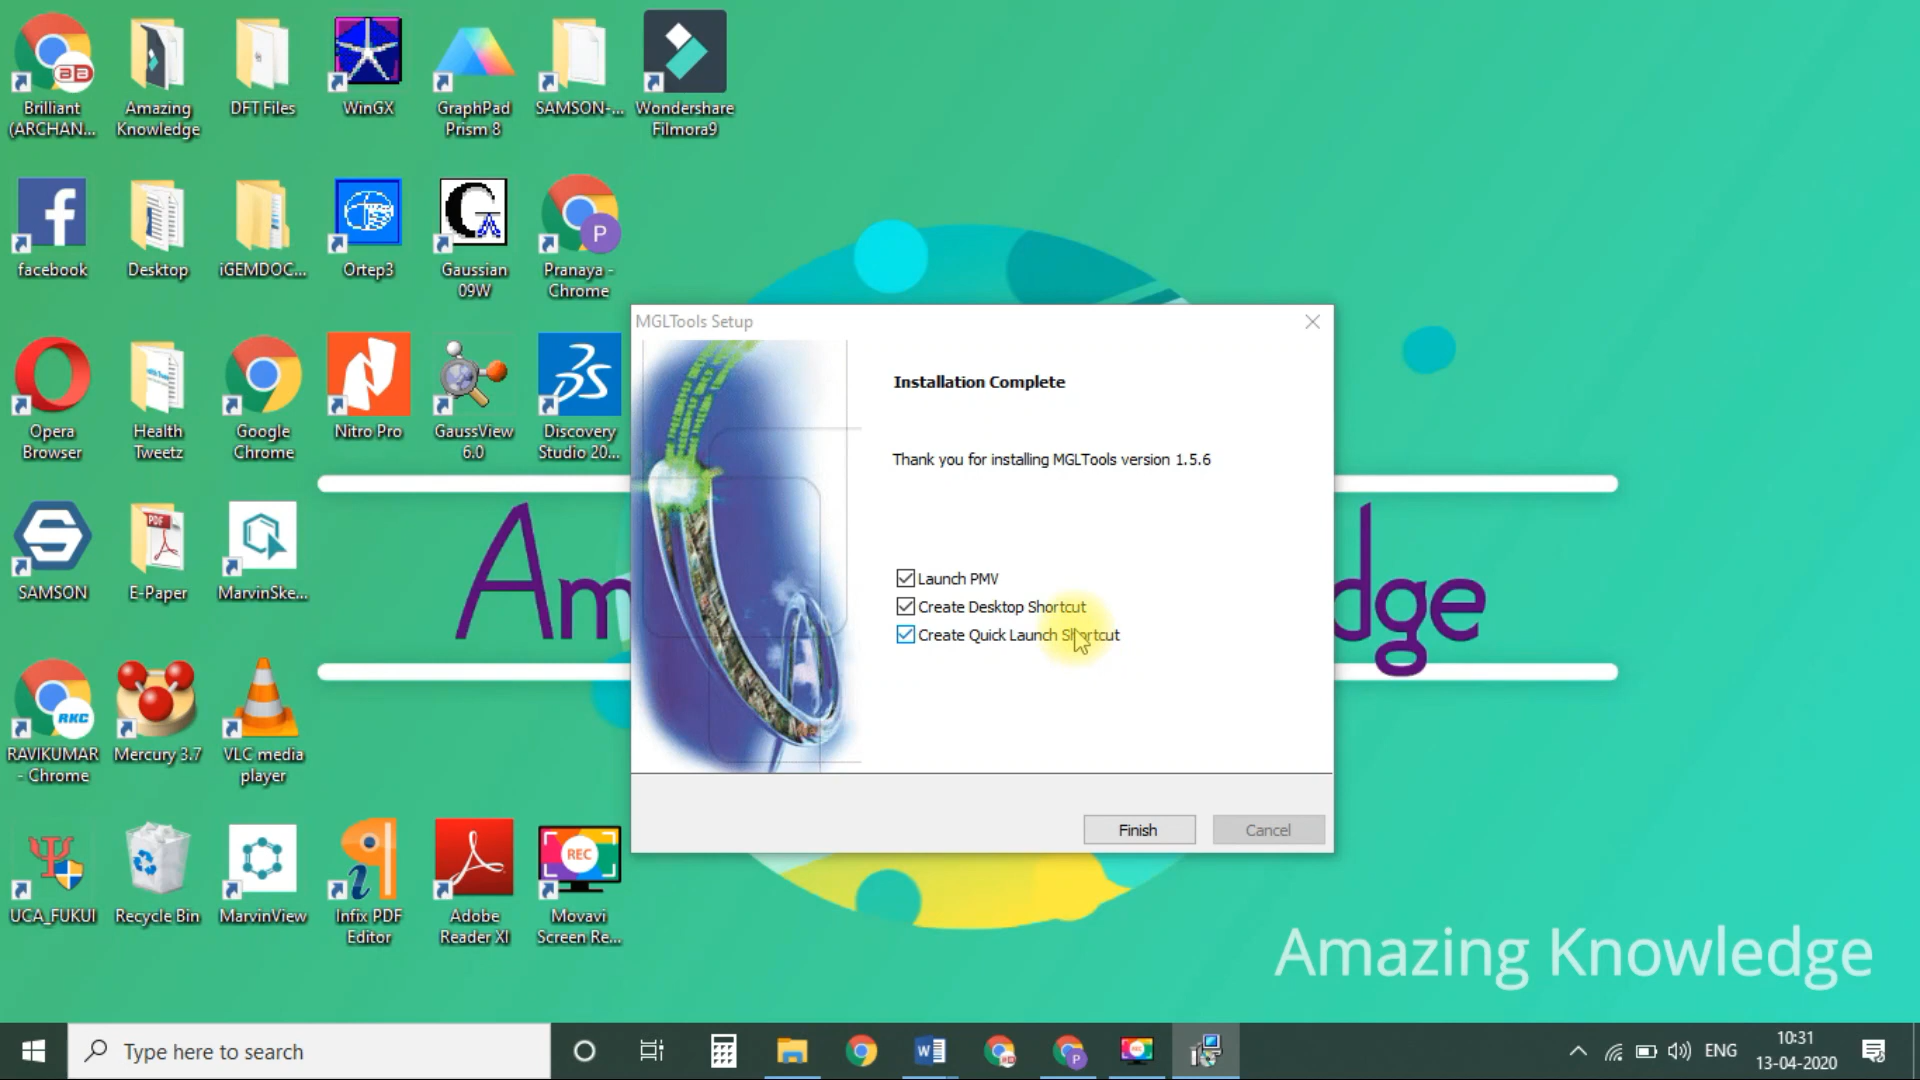 Brilliant
(ARCHAN...
Amazing
Knowledge
DFT Files
WinGX
GraphPad
Prism 8
SAMSON-...
Wondershare
Filmora9
facebook
Desktop
iGEMDOC...
Ortep3
Gaussian
09W
P
Pranaya -
Chrome
Opera
Browser
Health
Tweetz
Google
Chrome
Nitro Pro
GaussView
6.0
Discovery
Studio 20...
SAMSON
PDF
E-Paper
MarvinSke...
RKC
RAVIKUMAR
- Chrome
Mercury 3.7
VLC media
player
UCA_FUKUI
Recycle Bin
MarvinView
Infix PDF
Editor
Adobe
Reader XI
REC
Movavi
Screen Re...
MGLTools Setup
Installation Complete
Thank you for installing MGLTools version 1.5.6
Launch PMV
Create Desktop Shortcut
Create Quick Launch Shortcut
Finish
Cancel
Am
dge
Amazing Knowledge
Type here to search
ENG
10:31
13-04-2020